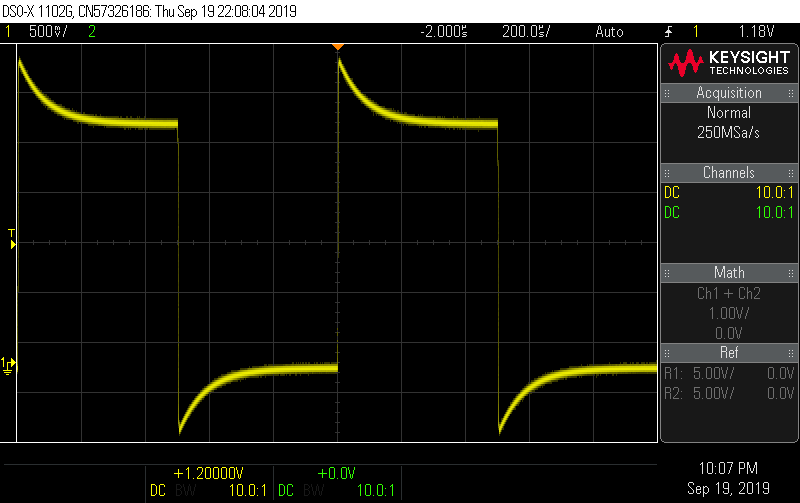 DSO-X 1102G, CN57326186: Thu Sep 19 22:08:04 2019
1 500mV/ 2 -2.000s 200.0s/ Auto 1 1.18V
KEYSIGHT
TECHNOLOGIES
Acquisition
Normal
250MSa/s
Channels
DC 10.0:1
DC 10.0:1
T
Math
Ch1 + Ch2
1.00V/
0.0V
1
Ref
R1: 5.00V/ 0.0V
R2: 5.00V/ 0.0V
+1.20000V +0.0V
DC BW 10.0:1 DC BW 10.0:1
10:07 PM
Sep 19, 2019